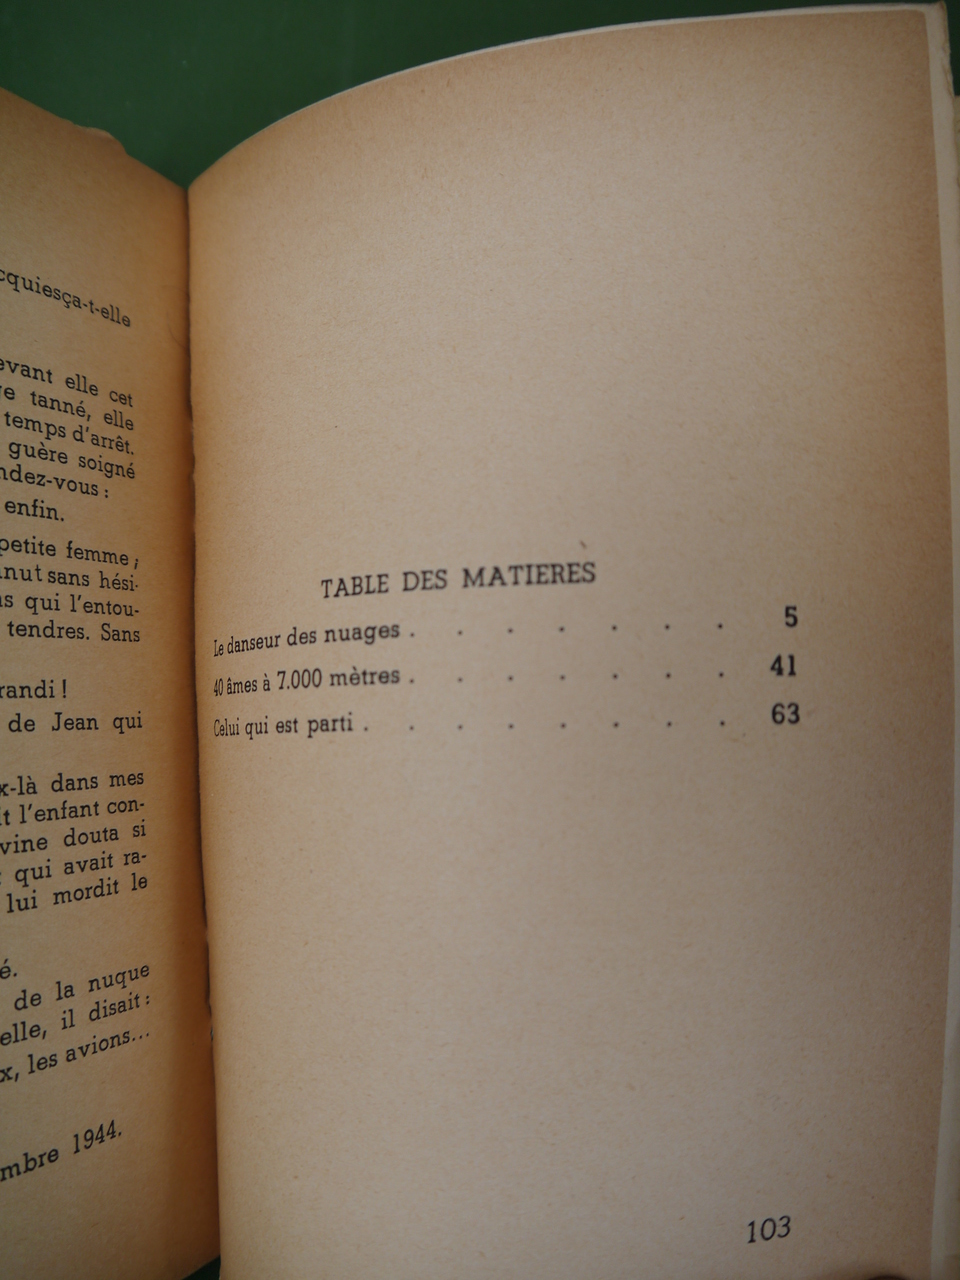 cquiesça-t-elle
evant elle cet
e tanné, elle
temps d'arrêt.
guère soigné
ndez-vous :
enfin.
petite femme ;
nut sans hési-
s qui l'entou-
tendres. Sans
randi !
de Jean qui
x-là dans mes
t l'enfant con-
vine douta si
qui avait ra-
lui mordit le
é.
de la nuque
elle, il disait :
x, les avions...
mbre 1944.
TABLE DES MATIERES
Le danseur des nuages . . . . . . . 5
40 âmes à 7.000 mètres . . . . . . . 41
Celui qui est parti . . . . . . . . 63
103